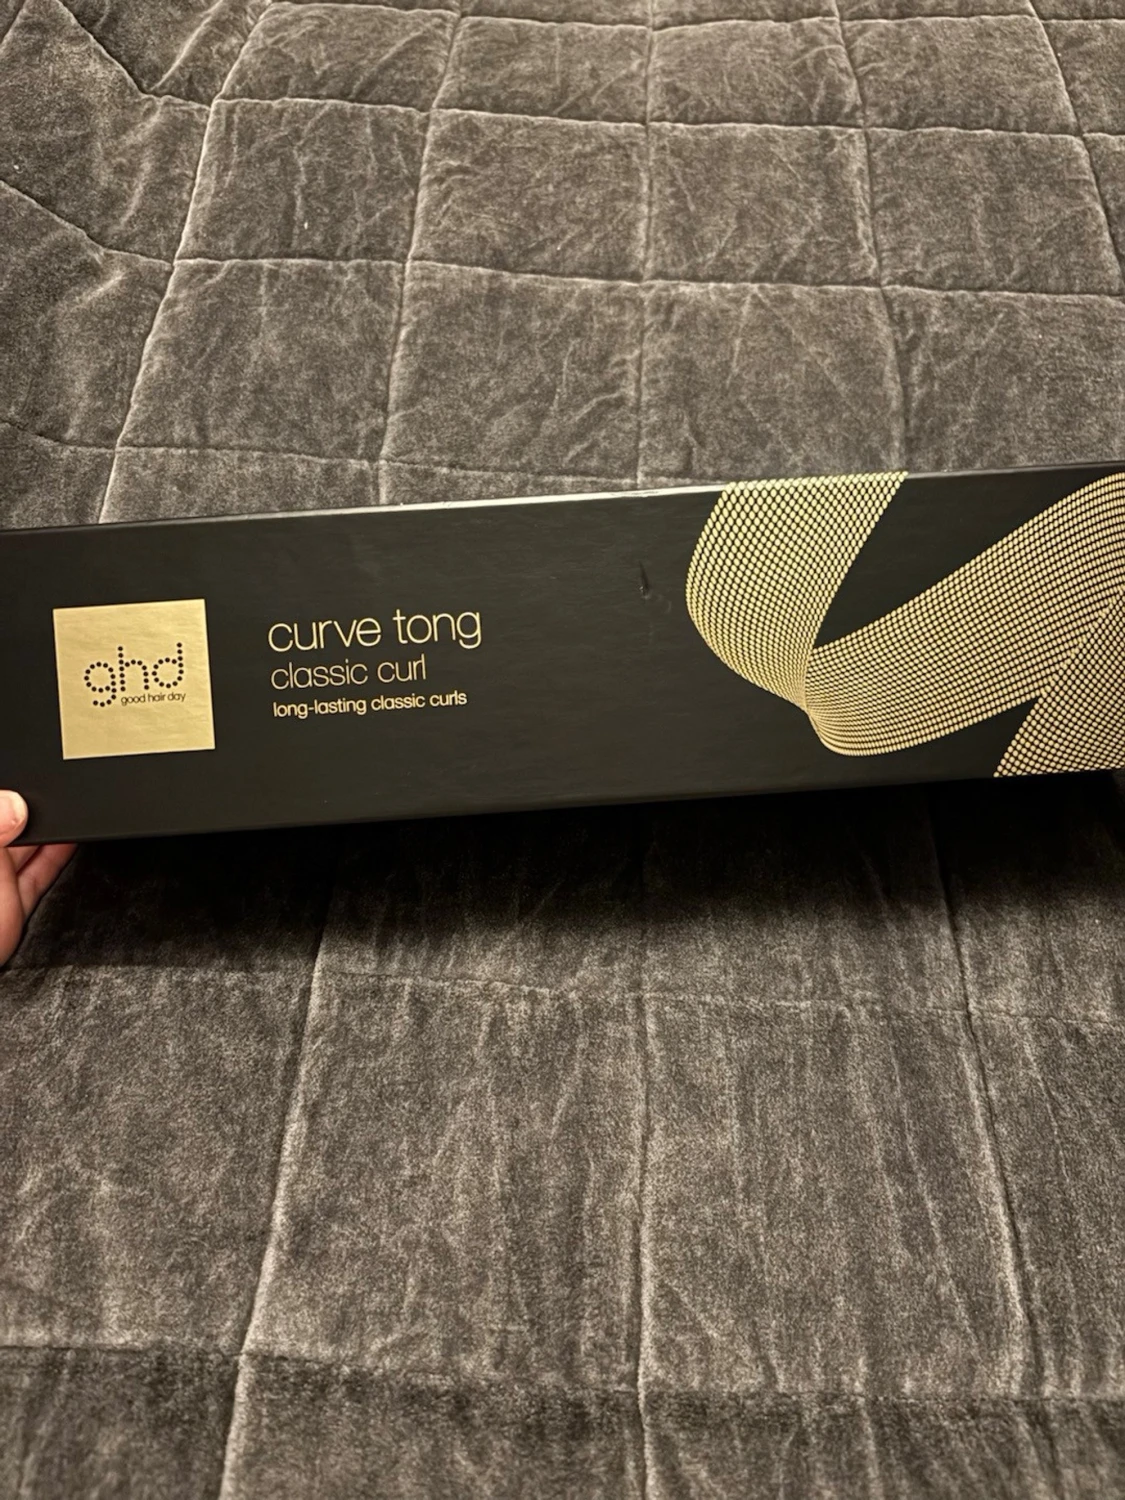 ghd
good hair day
curve tong
classic curl
long-lasting classic curls